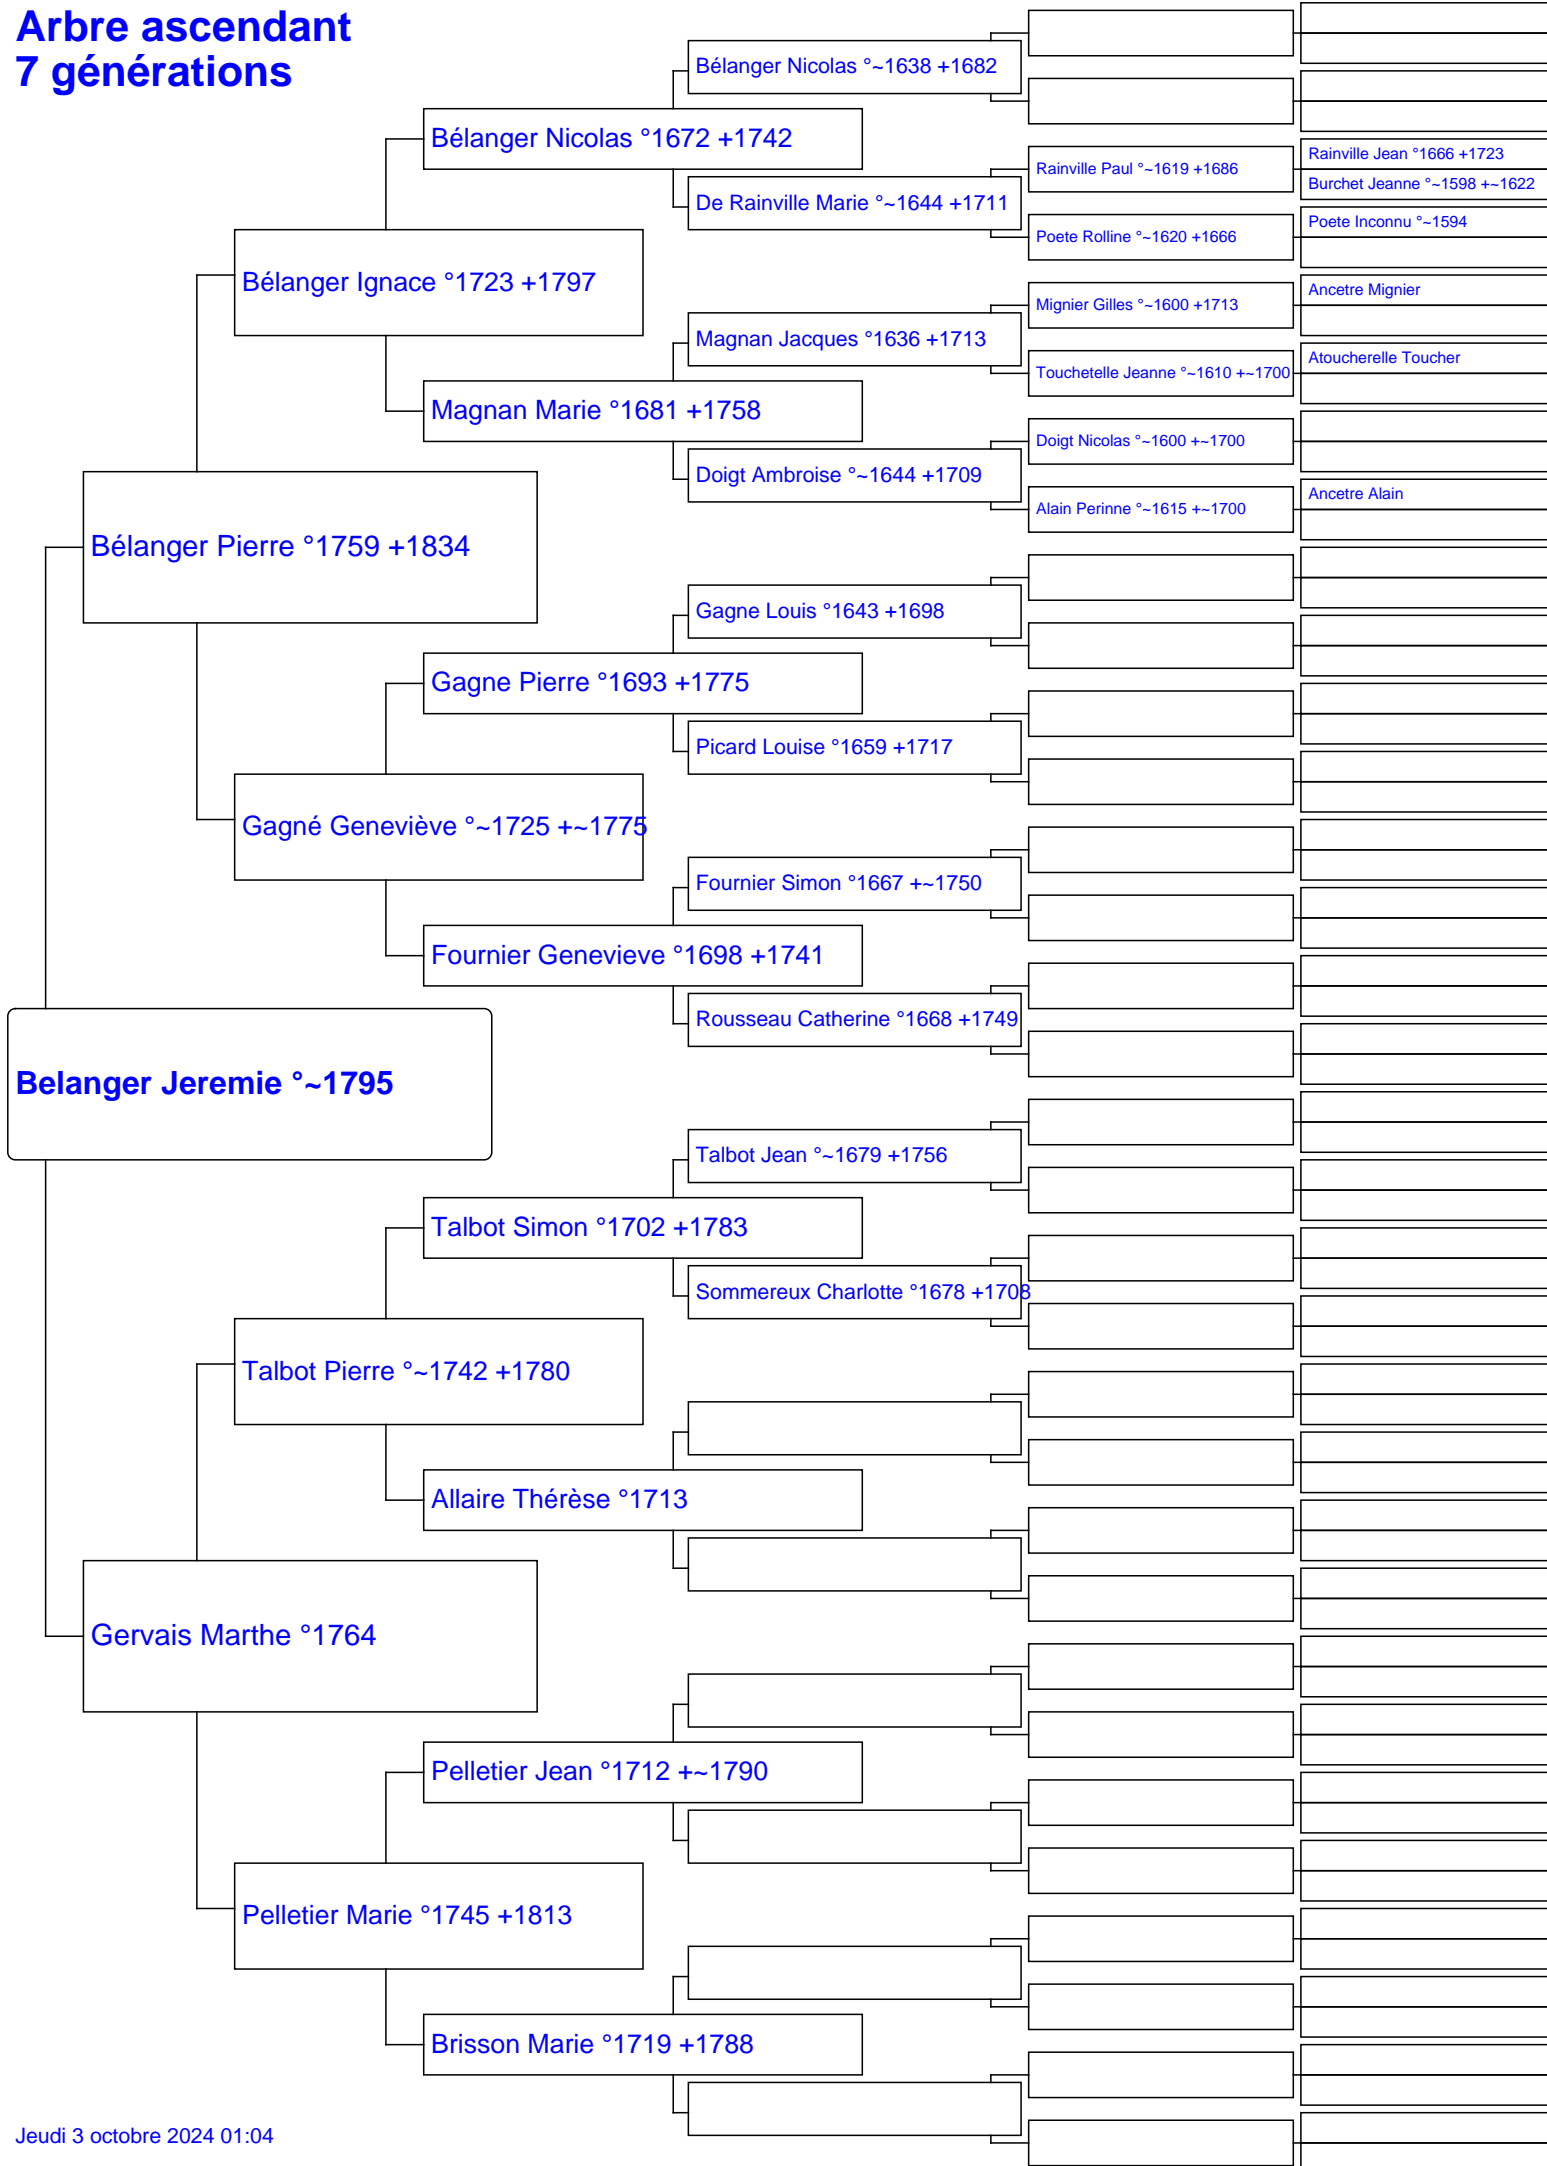 Arbre ascendant
7 générations
Bélanger Nicolas °~1638 +1682
Bélanger Nicolas °1672 +1742
Rainville Jean °1666 +1723
Rainville Paul °~1619 +1686
Burchet Jeanne °~1598 +~1622
De Rainville Marie °~1644 +1711
Poete Inconnu °~1594
Poete Rolline °~1620 +1666
Bélanger Ignace °1723 +1797
Ancetre Mignier
Mignier Gilles °~1600 +1713
Magnan Jacques °1636 +1713
Atoucherelle Toucher
Touchetelle Jeanne °~1610 +~1700
Magnan Marie °1681 +1758
Doigt Nicolas °~1600 +~1700
Doigt Ambroise °~1644 +1709
Ancetre Alain
Alain Perinne °~1615 +~1700
Bélanger Pierre °1759 +1834
Gagne Louis °1643 +1698
Gagne Pierre °1693 +1775
Picard Louise °1659 +1717
Gagné Geneviève °~1725 +~1775
Fournier Simon °1667 +~1750
Fournier Genevieve °1698 +1741
Rousseau Catherine °1668 +1749
Belanger Jeremie °~1795
Talbot Jean °~1679 +1756
Talbot Simon °1702 +1783
Sommereux Charlotte °1678 +1708
Talbot Pierre °~1742 +1780
Allaire Thérèse °1713
Gervais Marthe °1764
Pelletier Jean °1712 +~1790
Pelletier Marie °1745 +1813
Brisson Marie °1719 +1788
Jeudi 3 octobre 2024 01:04